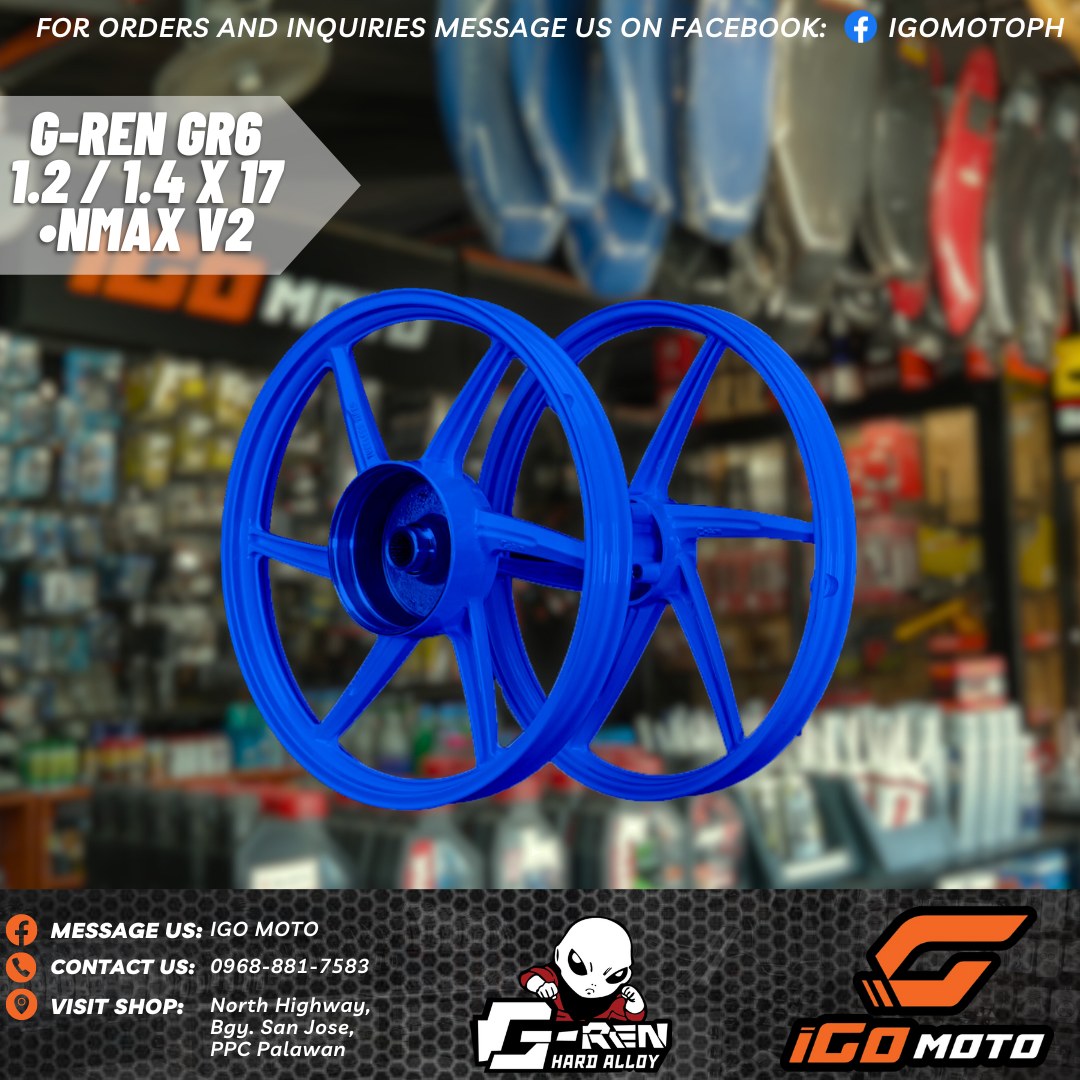 FOR ORDERS AND INQUIRIES MESSAGE US ON FACEBOOK: IGOMOTOPH
G-REN GR6
1.2 / 1.4 X 17
•NMAX V2
iGO MOTO
MESSAGE US: IGO MOTO
CONTACT US: 0968-881-7583
VISIT SHOP: North Highway,
Bgy. San Jose,
PPC Palawan
G-REN
HARD ALLOY
iGO MOTO